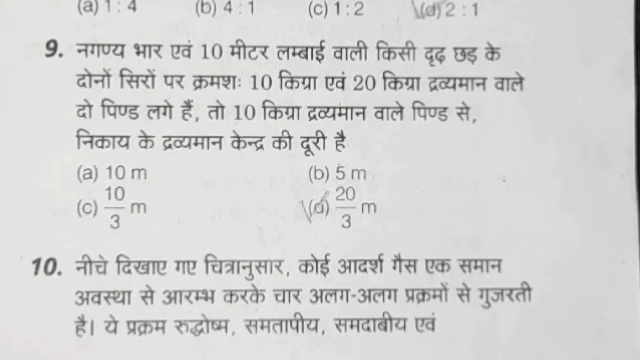 (a) 1 : 4 (b) 4 : 1 (c) 1 : 2 (d) 2 : 1
9. नगण्य भार एवं 10 मीटर लम्बाई वाली किसी दृढ़ छड़ के
दोनों सिरों पर क्रमशः 10 किग्रा एवं 20 किग्रा द्रव्यमान वाले
दो पिण्ड लगे हैं, तो 10 किग्रा द्रव्यमान वाले पिण्ड से,
निकाय के द्रव्यमान केन्द्र की दूरी है
(a) 10 m (b) 5 m
(c) 10/3 m (d) 20/3 m
10. नीचे दिखाए गए चित्रानुसार, कोई आदर्श गैस एक समान
अवस्था से आरम्भ करके चार अलग-अलग प्रक्रमों से गुजरती
है। ये प्रक्रम रुद्धोष्म, समतापीय, समदाबीय एवं